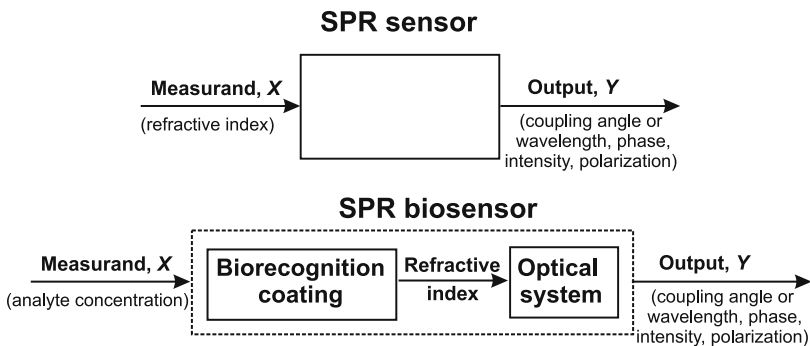 SPR sensor
Measurand, X
(refractive index)
Output, Y
(coupling angle or
wavelength, phase,
intensity, polarization)
SPR biosensor
Measurand, X
(analyte concentration)
Biorecognition
coating
Refractive
index
Optical
system
Output, Y
(coupling angle or
wavelength, phase,
intensity, polarization)